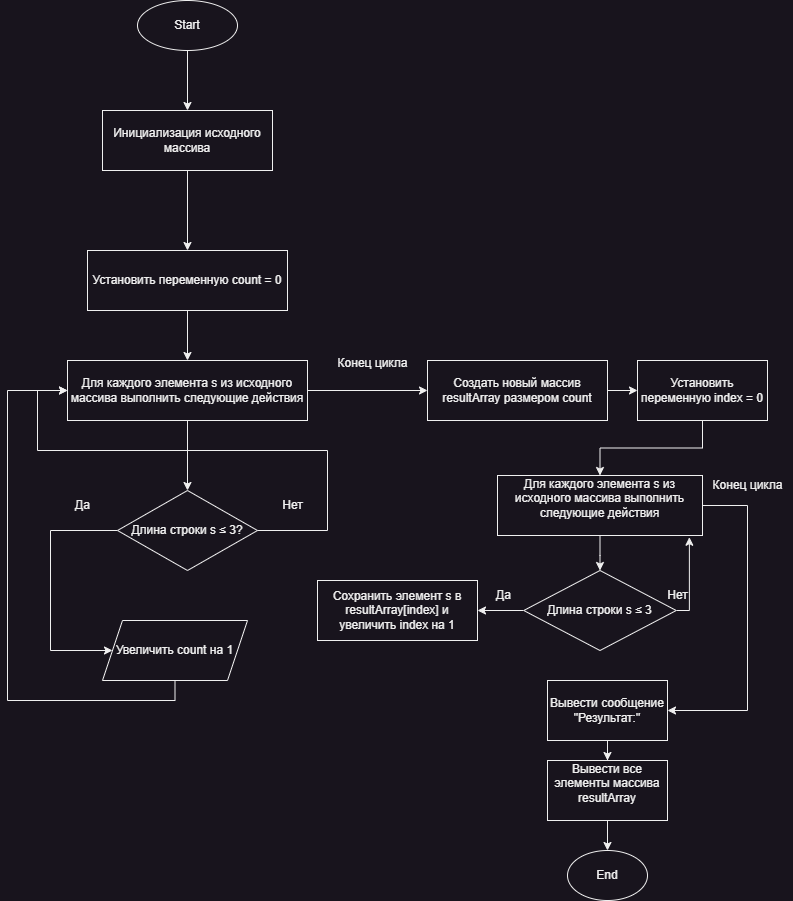 Start
Инициализация исходного
массива
Установить переменную count = 0
Для каждого элемента s из исходного
массива выполнить следующие действия
Конец цикла
Создать новый массив
resultArray размером count
Установить
переменную index = 0
Да
Длина строки s ≤ 3?
Нет
Увеличить count на 1
Для каждого элемента s из
исходного массива выполнить
следующие действия
Конец цикла
Длина строки s ≤ 3
Да
Нет
Сохранить элемент s в
resultArray[index] и
увеличить index на 1
Вывести сообщение
"Результат:"
Вывести все
элементы массива
resultArray
End